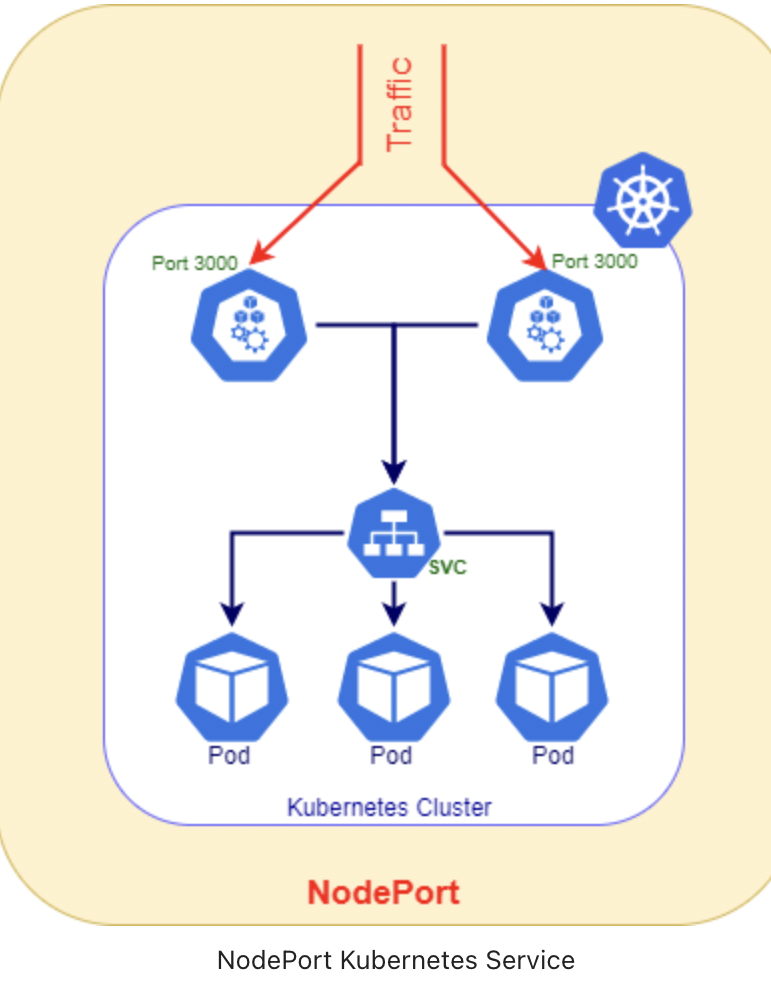 Traffic
Port 3000
Port 3000
SVC
Pod
Pod
Pod
Kubernetes Cluster
NodePort
NodePort Kubernetes Service